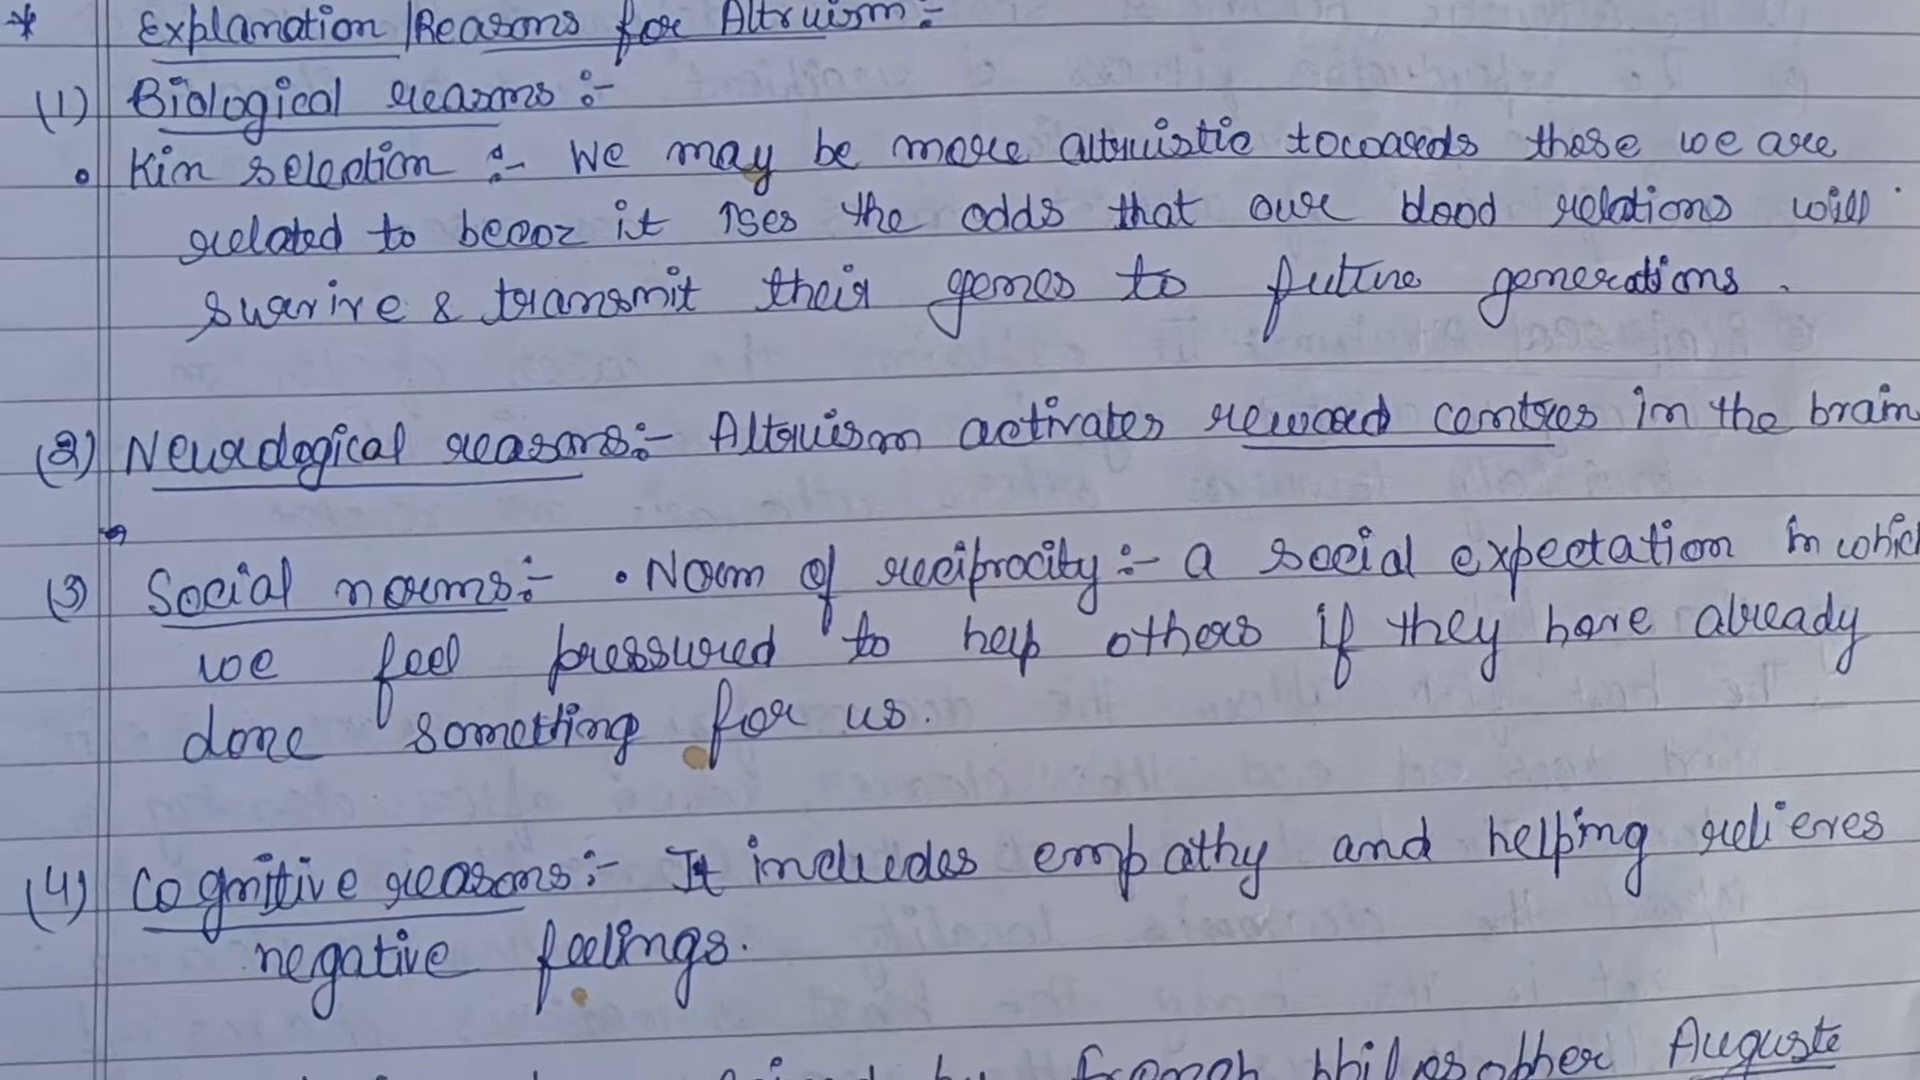 * Explanation/Reasons for Altruism :-
(1) Biological reasons :-
• Kin selection :- We may be more altruistic towards those we are
related to becoz it ↑ses the odds that our blood relations will
survive & transmit their genes to future generations.
(2) Neurological reasons :- Altruism activates reward centres in the brain
(3) Social norms :- • Norm of reciprocity :- a social expectation in which
we feel pressured to help others if they have already
done something for us.
(4) Cognitive reasons :- It includes empathy and helping relieves
negative feelings.
by french philosopher Auguste